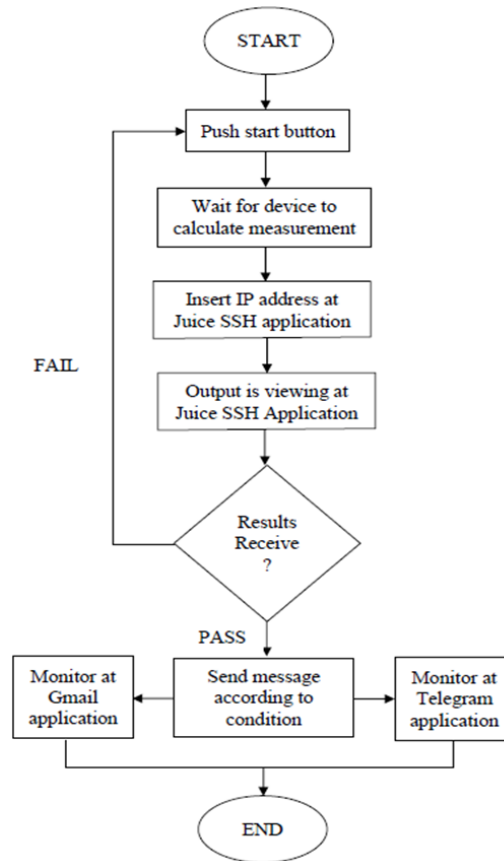 START
Push start button
Wait for device to
calculate measurement
Insert IP address at
Juice SSH application
FAIL
Output is viewing at
Juice SSH Application
Results
Receive
?
PASS
Monitor at
Gmail
application
Send message
according to
condition
Monitor at
Telegram
application
END